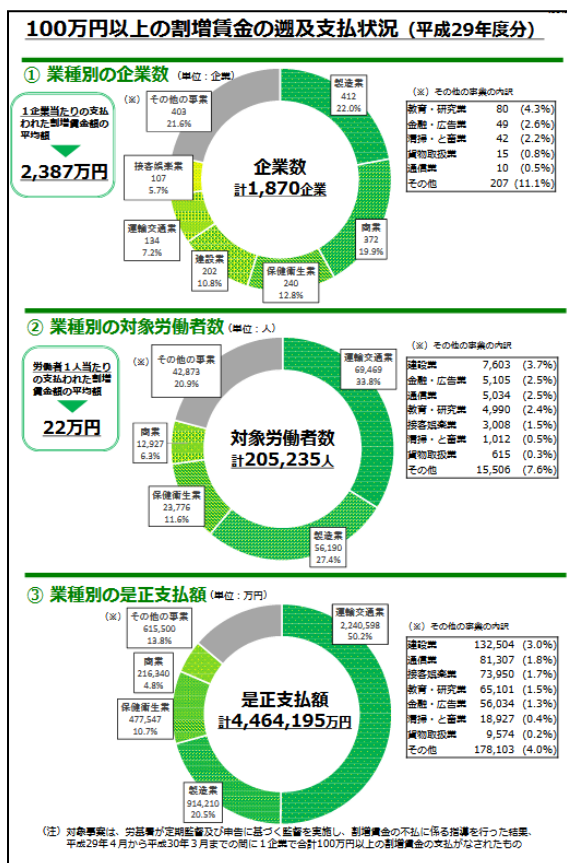 100万円以上の割増賃金の遡及支払状況（平成29年度分）
① 業種別の企業数（単位：企業）
１企業当たりの支払
われた割増賃金額の
平均額
2,387万円
（※）
その他の事業
403
21.6%
製造業
412
22.0%
接客娯楽業
107
5.7%
運輸交通業
134
7.2%
建設業
202
10.8%
保健衛生業
240
12.8%
商業
372
19.9%
企業数
計1,870企業
（※）その他の事業の内訳
教育・研究業 80 (4.3%)
金融・広告業 49 (2.6%)
清掃・と畜業 42 (2.2%)
貨物取扱業 15 (0.8%)
通信業 10 (0.5%)
その他 207 (11.1%)
② 業種別の対象労働者数（単位：人）
労働者１人当たり
の支払われた割増
賃金額の平均額
22万円
（※）
その他の事業
42,873
20.9%
運輸交通業
69,469
33.8%
商業
12,927
6.3%
保健衛生業
23,776
11.6%
製造業
56,190
27.4%
対象労働者数
計205,235人
（※）その他の事業の内訳
建設業 7,603 (3.7%)
金融・広告業 5,105 (2.5%)
通信業 5,034 (2.5%)
教育・研究業 4,990 (2.4%)
接客娯楽業 3,008 (1.5%)
清掃・と畜業 1,012 (0.5%)
貨物取扱業 615 (0.3%)
その他 15,506 (7.6%)
③ 業種別の是正支払額（単位：万円）
（※）
その他の事業
615,500
13.8%
運輸交通業
2,240,598
50.2%
商業
216,340
4.8%
保健衛生業
477,547
10.7%
製造業
914,210
20.5%
是正支払額
計4,464,195万円
（※）その他の事業の内訳
建設業 132,504 (3.0%)
通信業 81,307 (1.8%)
接客娯楽業 73,950 (1.7%)
教育・研究業 65,101 (1.5%)
金融・広告業 56,034 (1.3%)
清掃・と畜業 18,927 (0.4%)
貨物取扱業 9,574 (0.2%)
その他 178,103 (4.0%)
（注）対象事案は、労基署が定期監督及び申告に基づく監督を実施し、割増賃金の不払に係る指導を行った結果、
平成29年４月から平成30年３月までの間に１企業で合計100万円以上の割増賃金の支払がなされたもの